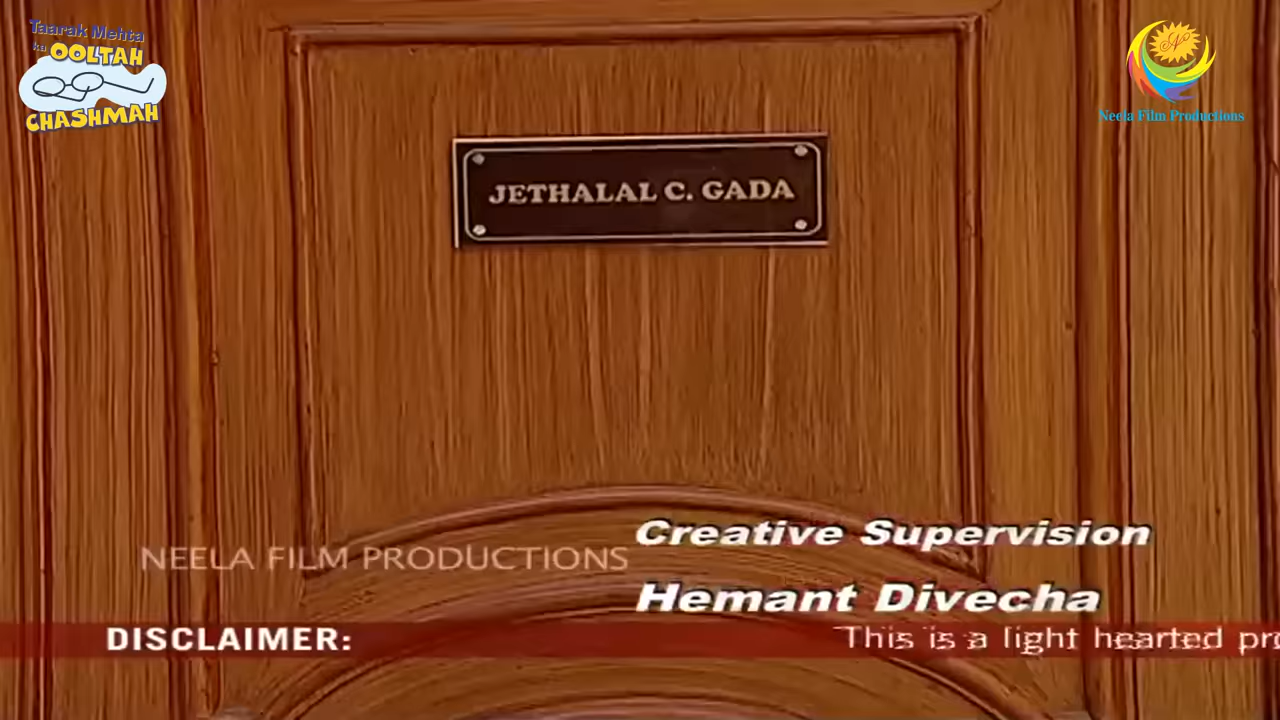 Taarak Mehta
ka OOLTAH
CHASHMAH
Neela Film Productions
JETHALAL C. GADA
Creative Supervision
NEELA FILM PRODUCTIONS
Hemant Divecha
DISCLAIMER: This is a light hearted pro